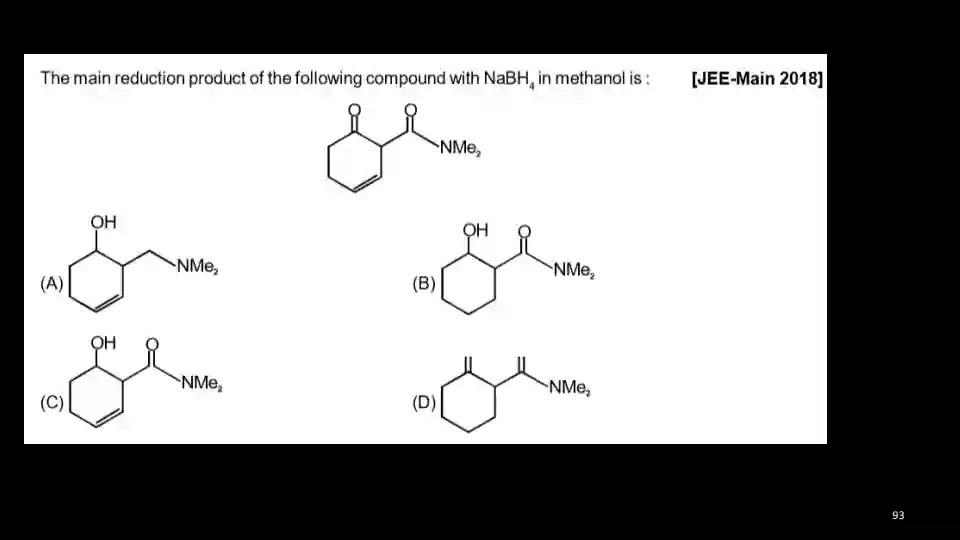 The main reduction product of the following compound with NaBH₄ in methanol is : [JEE-Main 2018]
O O
NMe₂
OH
NMe₂
(A)
OH O
NMe₂
(B)
OH O
NMe₂
(C)
NMe₂
(D)
93